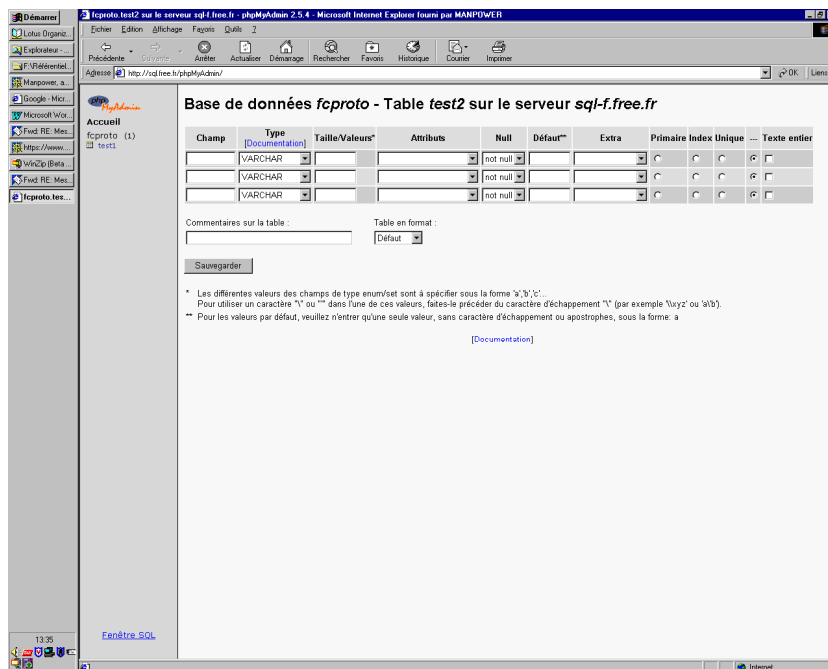 Démarrer
Lotus Organiz...
Explorateur - ...
F:\Référentiel...
Manpower, a...
Google - Micr...
Microsoft Wor...
Fwd: RE: Mes...
https://www....
WinZip (Beta ...
Fwd: RE: Mes...
fcproto.tes...
13:35
fcproto.test2 sur le serveur sql-f.free.fr - phpMyAdmin 2.5.4 - Microsoft Internet Explorer fourni par MANPOWER
Fichier Edition Affichage Favoris Outils ?
Précédente Suivante Arrêter Actualiser Démarrage Rechercher Favoris Historique Courrier Imprimer
Adresse http://sql.free.fr/phpMyAdmin/ OK Liens
php
MyAdmin
Accueil
fcproto (1)
test1
Fenêtre SQL
Base de données fcproto - Table test2 sur le serveur sql-f.free.fr
Champ Type [Documentation] Taille/Valeurs* Attributs Null Défaut** Extra Primaire Index Unique --- Texte entier
VARCHAR not null
VARCHAR not null
VARCHAR not null
Commentaires sur la table : Table en format :
Défaut
Sauvegarder
* Les différentes valeurs des champs de type enum/set sont à spécifier sous la forme 'a','b','c'...
Pour utiliser un caractère "\" ou "'" dans l'une de ces valeurs, faites-le précéder du caractère d'échappement "\" (par exemple '\\xyz' ou 'a\'b').
** Pour les valeurs par défaut, veuillez n'entrer qu'une seule valeur, sans caractère d'échappement ou apostrophes, sous la forme: a
[Documentation]
Internet